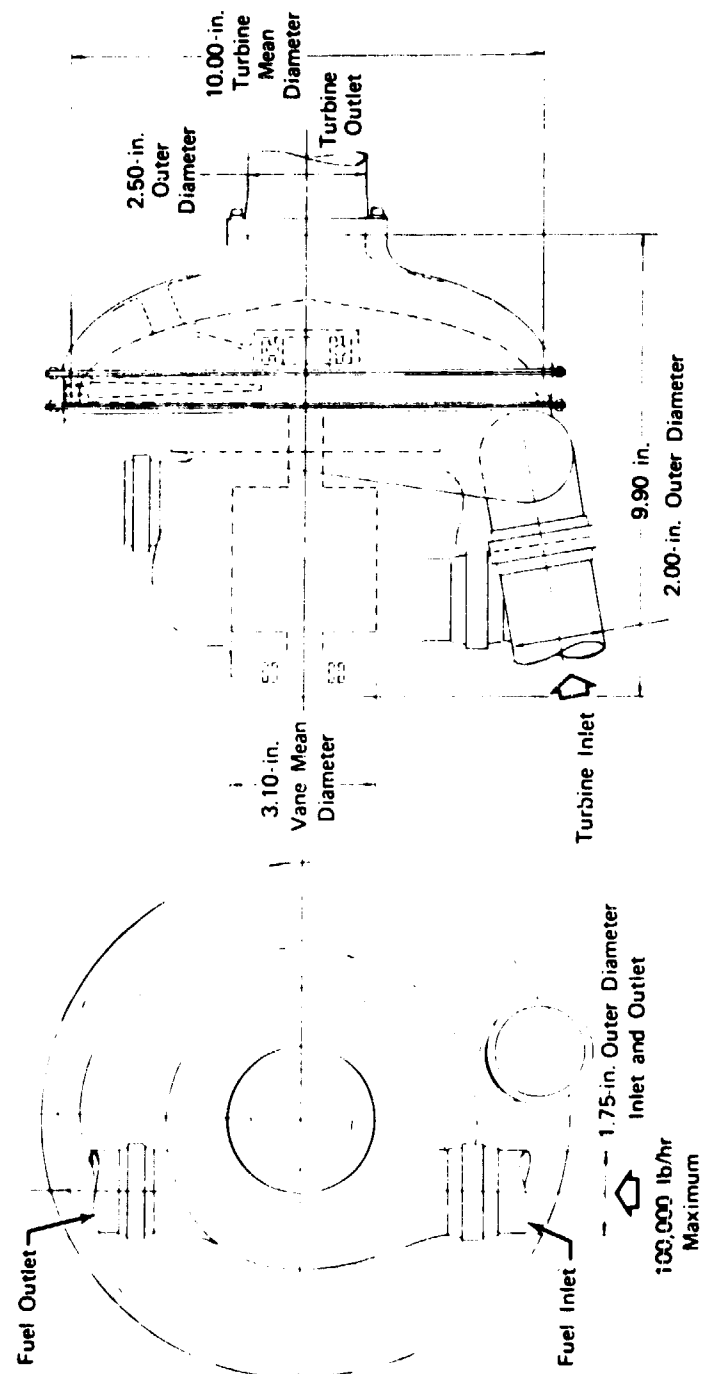 10.00-in.
Turbine
Mean
Diameter
2.50-in.
Outer
Diameter
Turbine
Outlet
9.90 in.
2.00-in. Outer Diameter
3.10-in.
Vane Mean
Diameter
Turbine Inlet
Fuel Outlet
Fuel Inlet
1.75-in. Outer Diameter
Inlet and Outlet
100,000 lb/hr
Maximum